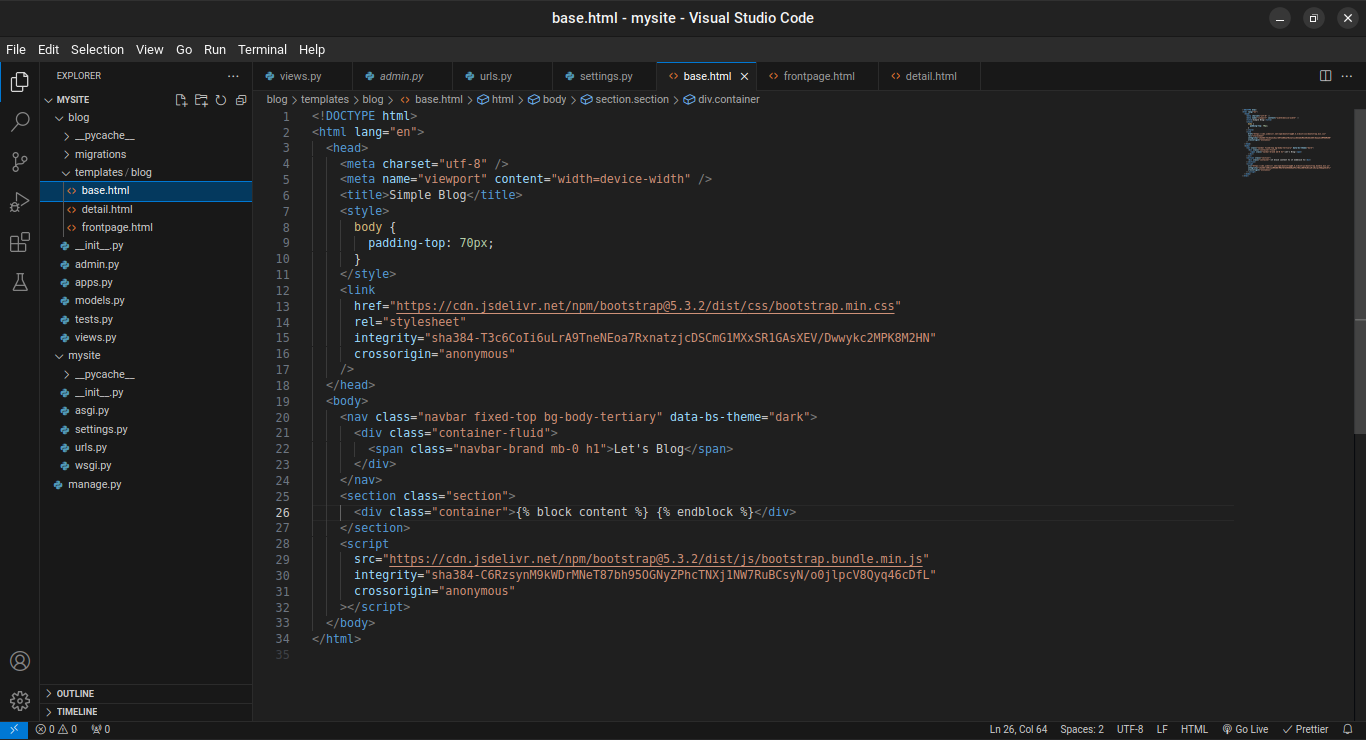 base.html - mysite - Visual Studio Code
File Edit Selection View Go Run Terminal Help
EXPLORER
views.py admin.py urls.py settings.py base.html frontpage.html detail.html
MYSITE
blog > templates > blog > base.html > html > body > section.section > div.container
blog
__pycache__
migrations
templates / blog
base.html
detail.html
frontpage.html
__init__.py
admin.py
apps.py
models.py
tests.py
views.py
mysite
__pycache__
__init__.py
asgi.py
settings.py
urls.py
wsgi.py
manage.py
OUTLINE
TIMELINE
1 <!DOCTYPE html>
2 <html lang="en">
3 <head>
4 <meta charset="utf-8" />
5 <meta name="viewport" content="width=device-width" />
6 <title>Simple Blog</title>
7 <style>
8 body {
9 padding-top: 70px;
10 }
11 </style>
12 <link
13 href="https://cdn.jsdelivr.net/npm/bootstrap@5.3.2/dist/css/bootstrap.min.css"
14 rel="stylesheet"
15 integrity="sha384-T3c6CoIi6uLrA9TneNEoa7RxnatzjcDSCmG1MXxSR1GAsXEV/Dwwykc2MPK8M2HN"
16 crossorigin="anonymous"
17 />
18 </head>
19 <body>
20 <nav class="navbar fixed-top bg-body-tertiary" data-bs-theme="dark">
21 <div class="container-fluid">
22 <span class="navbar-brand mb-0 h1">Let's Blog</span>
23 </div>
24 </nav>
25 <section class="section">
26 <div class="container">{% block content %} {% endblock %}</div>
27 </section>
28 <script
29 src="https://cdn.jsdelivr.net/npm/bootstrap@5.3.2/dist/js/bootstrap.bundle.min.js"
30 integrity="sha384-C6RzsynM9kWDrMNeT87bh95OGNyZPhcTNXj1NW7RuBCsyN/o0jlpcV8Qyq46cDfL"
31 crossorigin="anonymous"
32 ></script>
33 </body>
34 </html>
35
0 0 0 Ln 26, Col 64 Spaces: 2 UTF-8 LF HTML Go Live Prettier